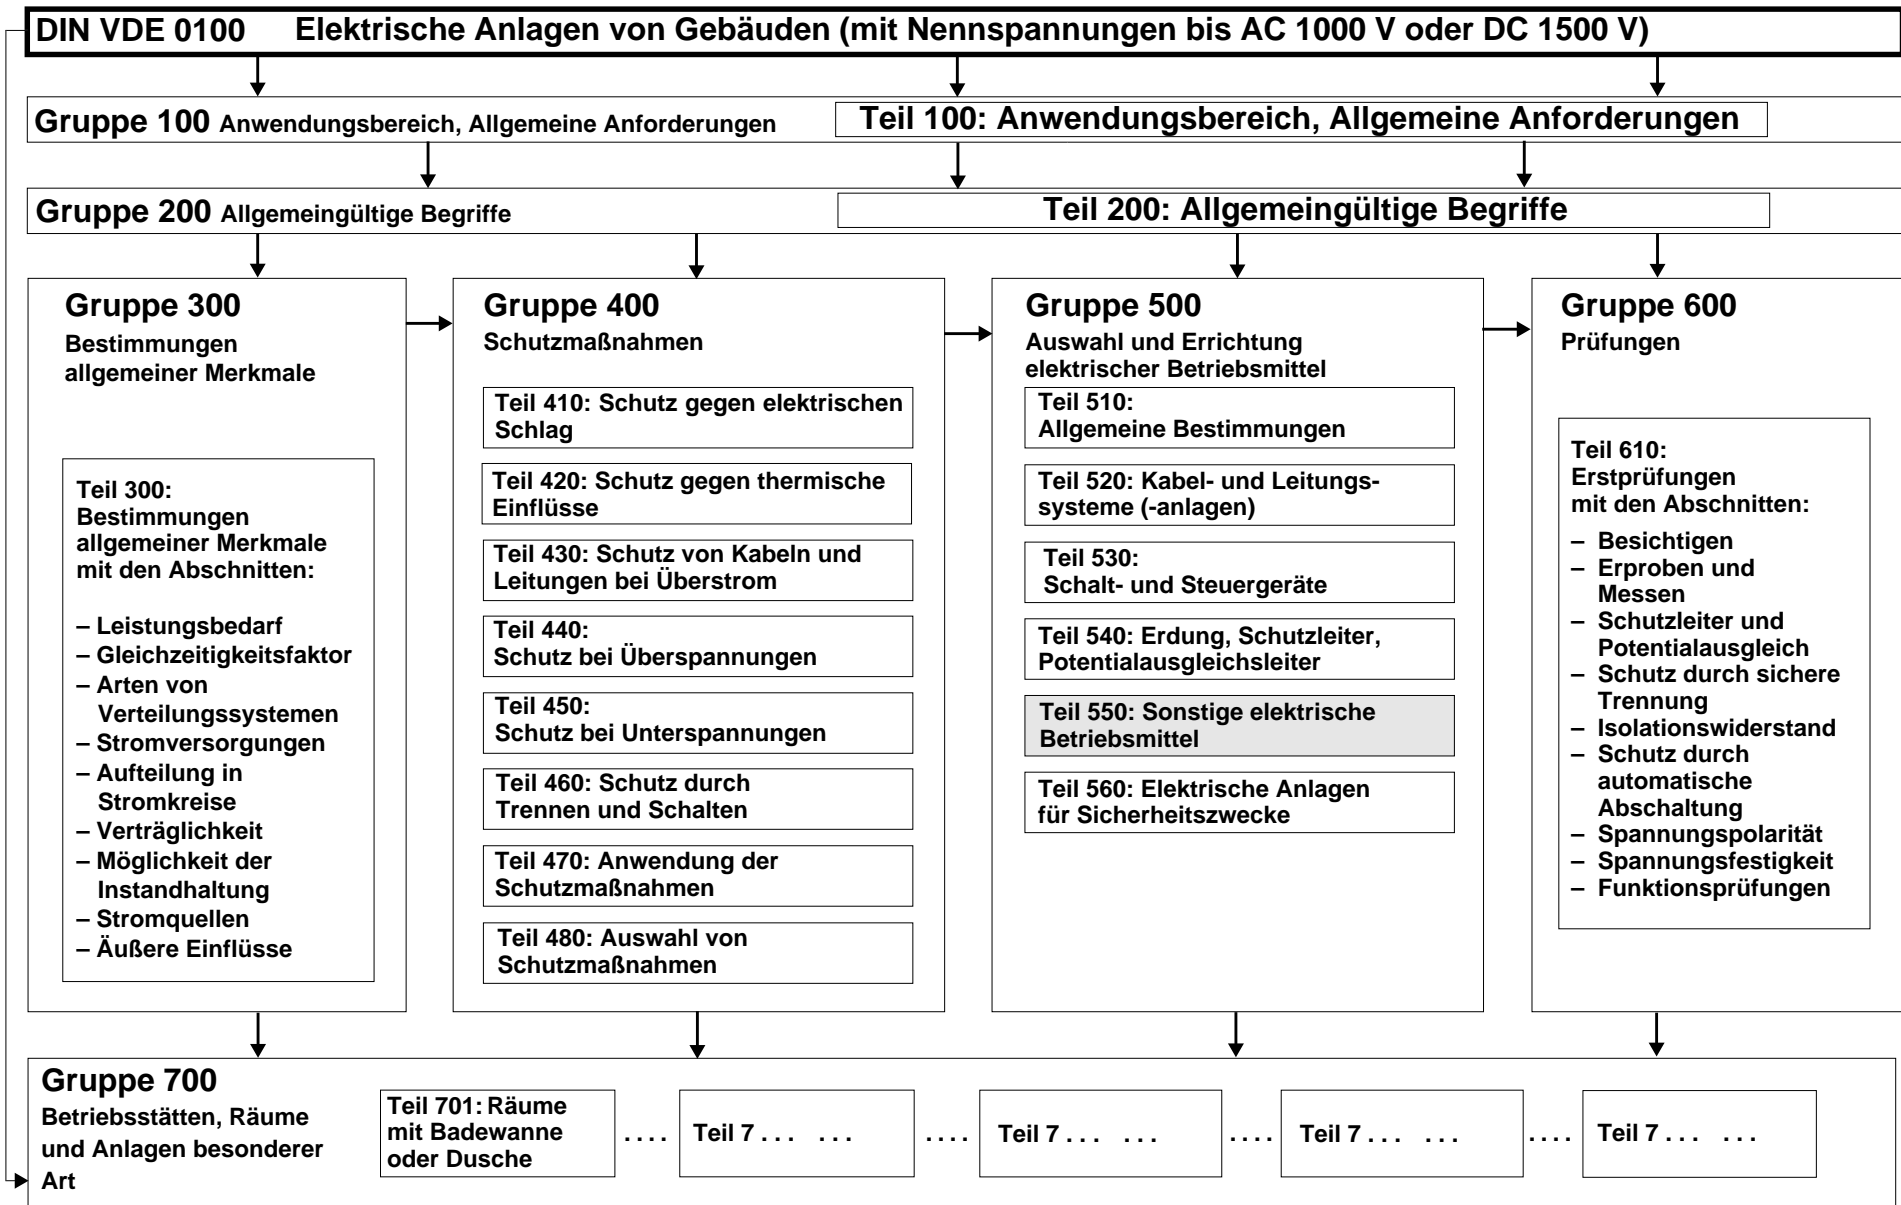 DIN VDE 0100 Elektrische Anlagen von Gebäuden (mit Nennspannungen bis AC 1000 V oder DC 1500 V)
Gruppe 100 Anwendungsbereich, Allgemeine Anforderungen
Teil 100: Anwendungsbereich, Allgemeine Anforderungen
Gruppe 200 Allgemeingültige Begriffe
Teil 200: Allgemeingültige Begriffe
Gruppe 300
Bestimmungen
allgemeiner Merkmale
Teil 300:
Bestimmungen
allgemeiner Merkmale
mit den Abschnitten:
– Leistungsbedarf
– Gleichzeitigkeitsfaktor
– Arten von
Verteilungssystemen
– Stromversorgungen
– Aufteilung in
Stromkreise
– Verträglichkeit
– Möglichkeit der
Instandhaltung
– Stromquellen
– Äußere Einflüsse
Gruppe 400
Schutzmaßnahmen
Teil 410: Schutz gegen elektrischen
Schlag
Teil 420: Schutz gegen thermische
Einflüsse
Teil 430: Schutz von Kabeln und
Leitungen bei Überstrom
Teil 440:
Schutz bei Überspannungen
Teil 450:
Schutz bei Unterspannungen
Teil 460: Schutz durch
Trennen und Schalten
Teil 470: Anwendung der
Schutzmaßnahmen
Teil 480: Auswahl von
Schutzmaßnahmen
Gruppe 500
Auswahl und Errichtung
elektrischer Betriebsmittel
Teil 510:
Allgemeine Bestimmungen
Teil 520: Kabel- und Leitungs-
systeme (-anlagen)
Teil 530:
Schalt- und Steuergeräte
Teil 540: Erdung, Schutzleiter,
Potentialausgleichsleiter
Teil 550: Sonstige elektrische
Betriebsmittel
Teil 560: Elektrische Anlagen
für Sicherheitszwecke
Gruppe 600
Prüfungen
Teil 610:
Erstprüfungen
mit den Abschnitten:
– Besichtigen
– Erproben und
Messen
– Schutzleiter und
Potentialausgleich
– Schutz durch sichere
Trennung
– Isolationswiderstand
– Schutz durch
automatische
Abschaltung
– Spannungspolarität
– Spannungsfestigkeit
– Funktionsprüfungen
Gruppe 700
Betriebsstätten, Räume
und Anlagen besonderer
Art
Teil 701: Räume
mit Badewanne
oder Dusche
. . . . Teil 7 . . . . . . . . . . Teil 7 . . . . . . . . . . Teil 7 . . . . . . . . . . Teil 7 . . . . . .